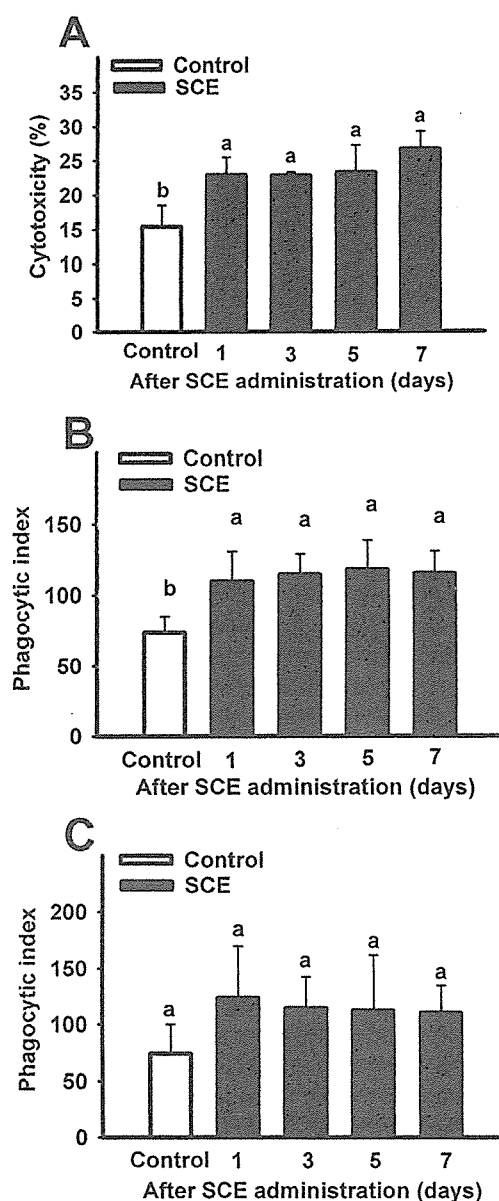 A
Control
SCE
Cytotoxicity (%)
35
30
25
20
15
10
5
0
b
a
a
a
a
Control 1 3 5 7
After SCE administration (days)
B
Control
SCE
Phagocytic index
150
100
50
0
b
a
a
a
a
Control 1 3 5 7
After SCE administration (days)
C
Control
SCE
Phagocytic index
200
150
100
50
0
a
a
a
a
a
Control 1 3 5 7
After SCE administration (days)